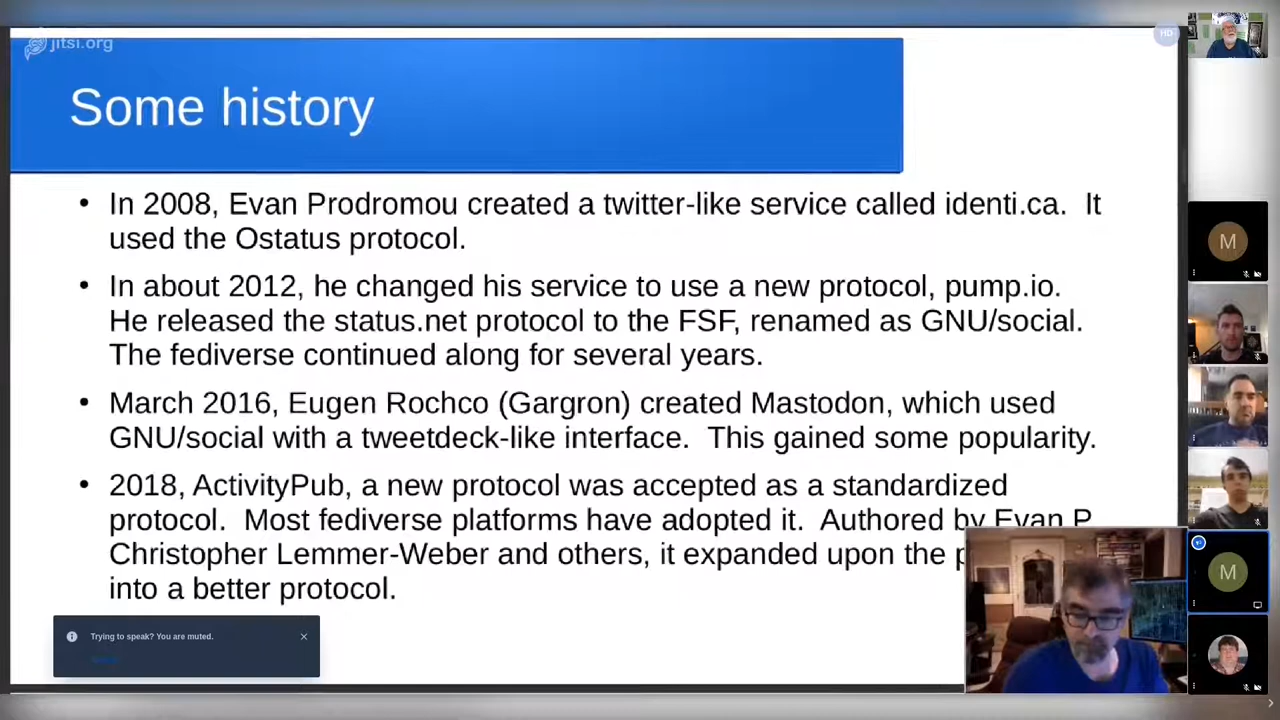 jitsi.org
HD
Some history
• In 2008, Evan Prodromou created a twitter-like service called identi.ca. It
used the Ostatus protocol.
• In about 2012, he changed his service to use a new protocol, pump.io.
He released the status.net protocol to the FSF, renamed as GNU/social.
The fediverse continued along for several years.
• March 2016, Eugen Rochco (Gargron) created Mastodon, which used
GNU/social with a tweetdeck-like interface. This gained some popularity.
• 2018, ActivityPub, a new protocol was accepted as a standardized
protocol. Most fediverse platforms have adopted it. Authored by Evan P
Christopher Lemmer-Weber and others, it expanded upon the p
into a better protocol.
Trying to speak? You are muted.
M
M